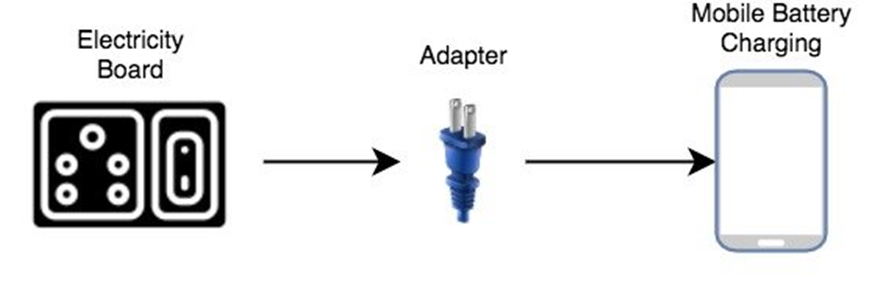 Electricity
Board
Adapter
Mobile Battery
Charging